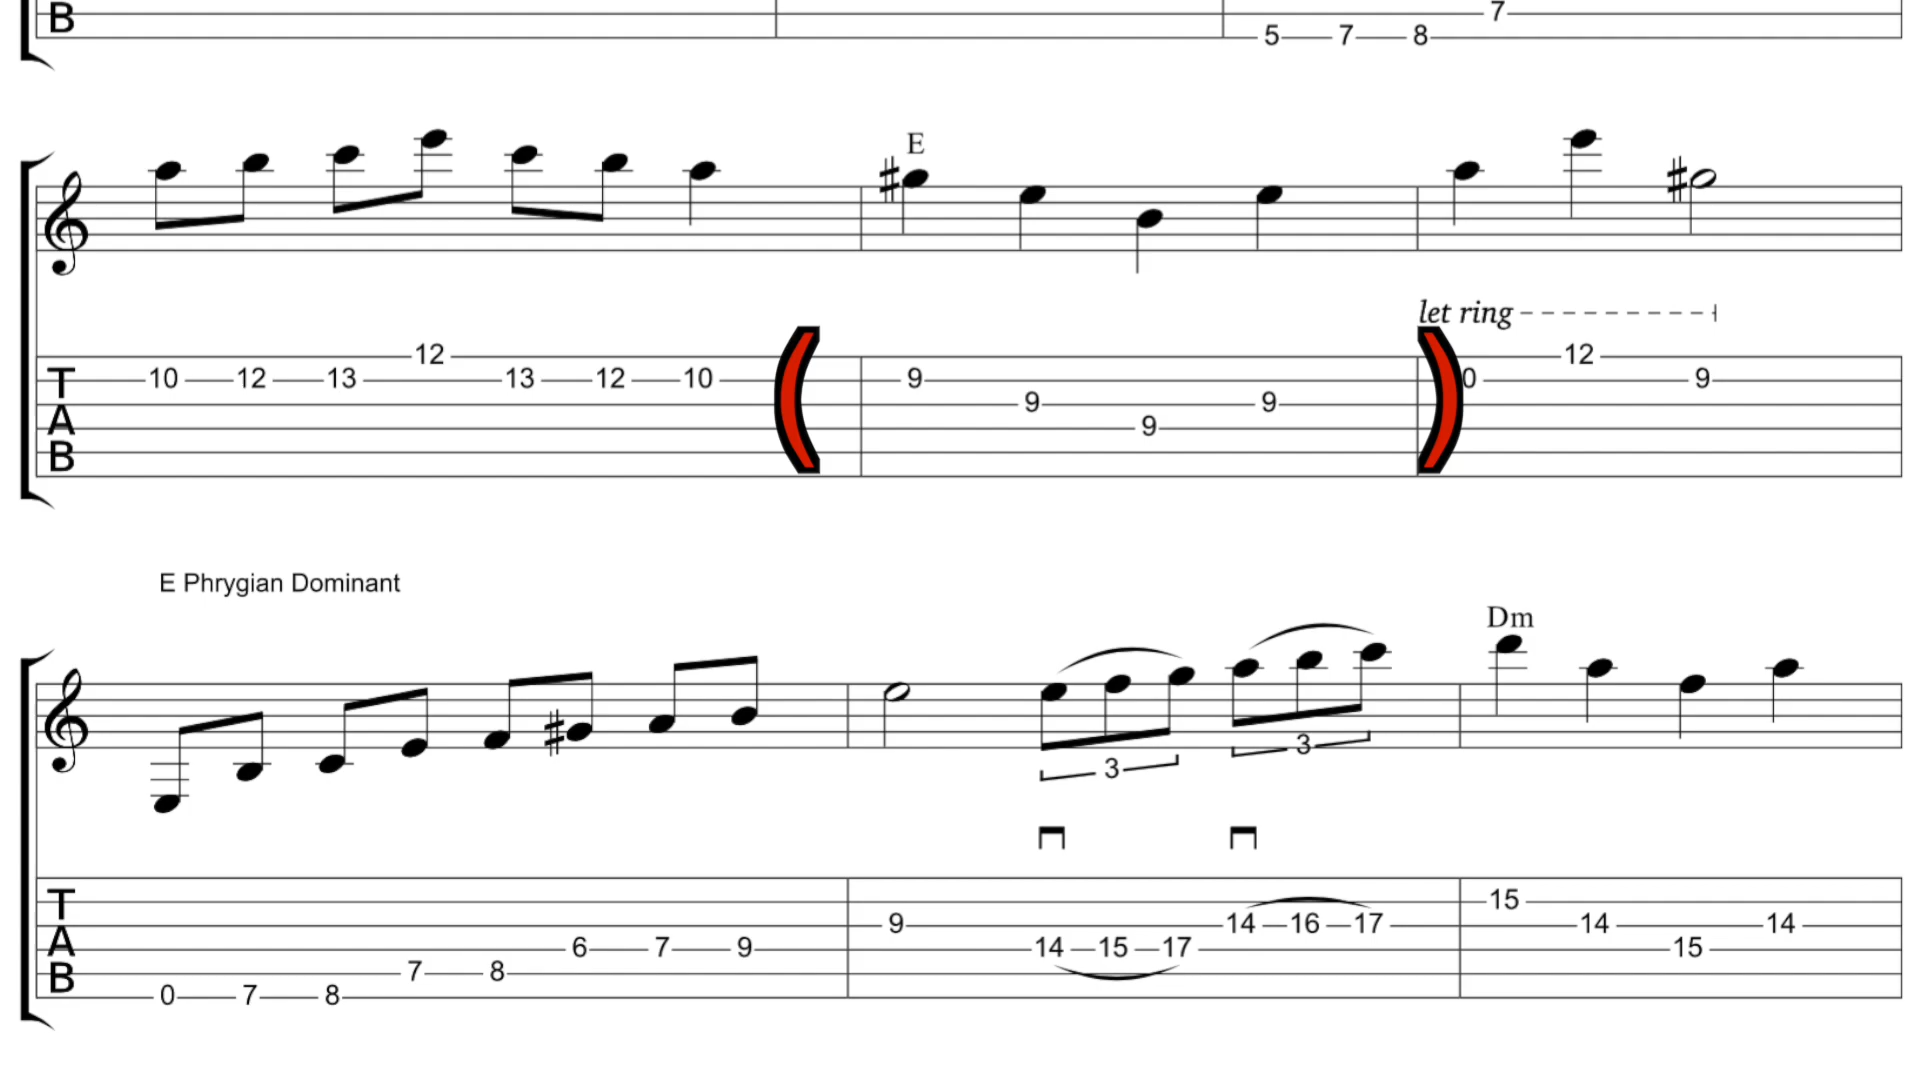 B 7
5 7 8
E
let ring
12 12
T 10 12 13 13 12 10 9 0 9
9 9
A 9
B
E Phrygian Dominant
Dm
3
3
T 15
9 14 16 17 14 14
A 6 7 9 14 15 17 15
B 7 8
0 7 8